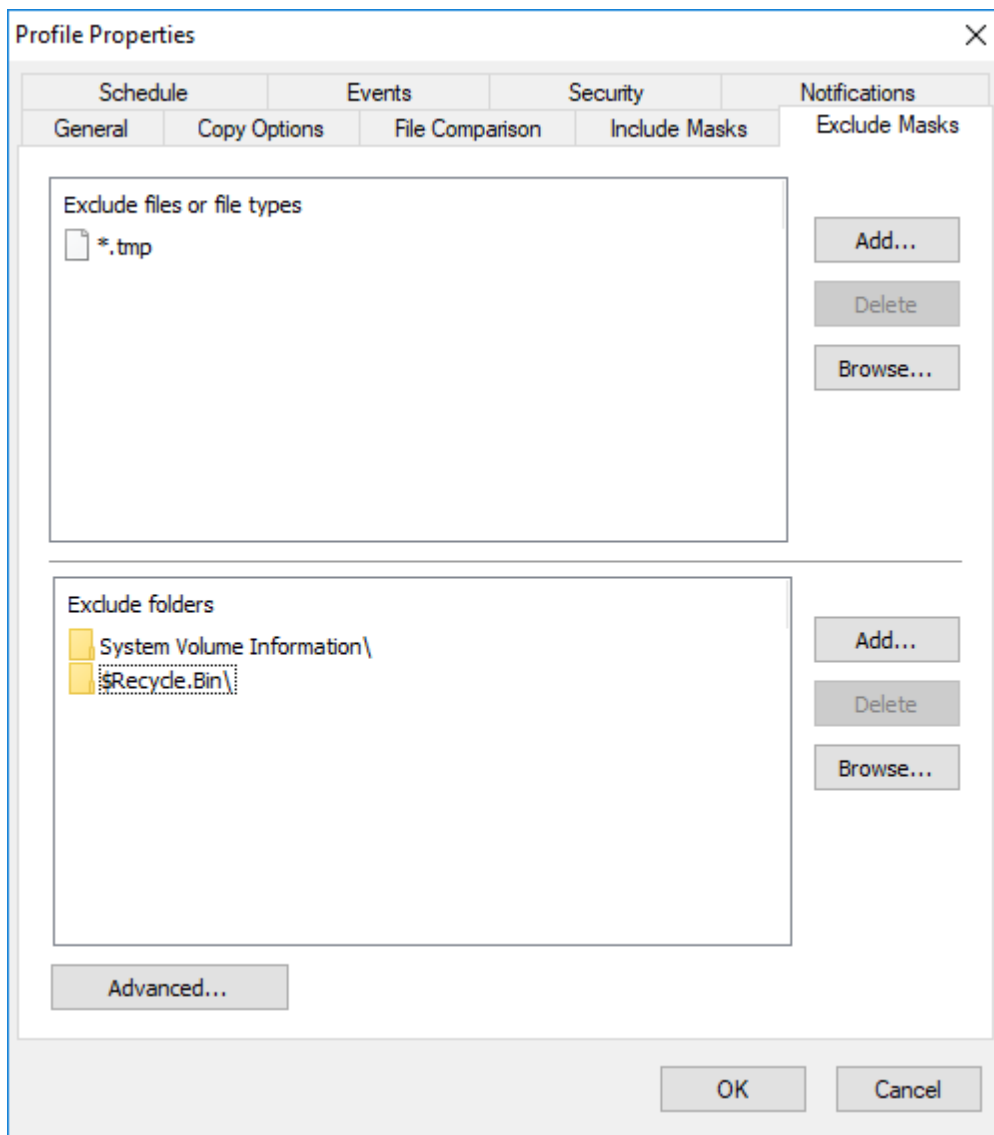 Profile Properties
Schedule Events Security Notifications
General Copy Options File Comparison Include Masks Exclude Masks
Exclude files or file types
*.tmp
Add...
Delete
Browse...
Exclude folders
System Volume Information\
$Recycle.Bin\
Add...
Delete
Browse...
Advanced...
OK Cancel